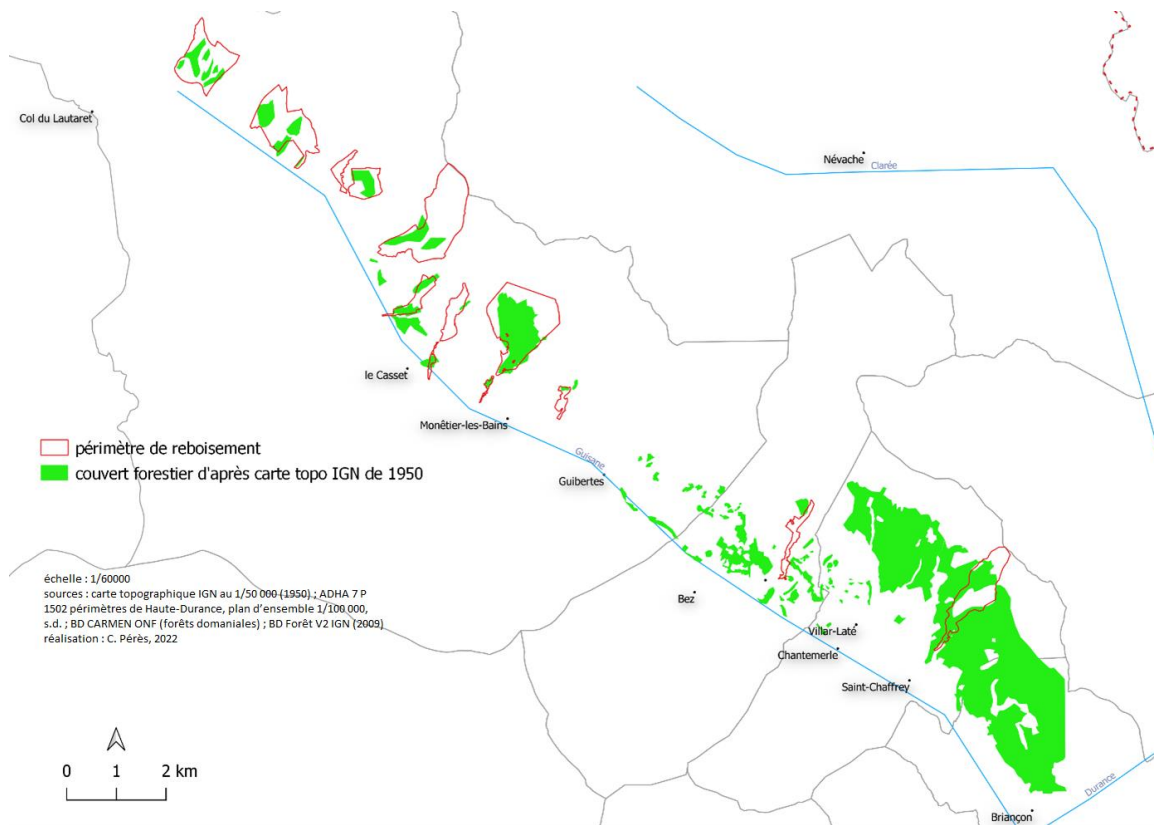 Col du Lautaret
Névache
Clarée
le Casset
Monêtier-les-Bains
périmètre de reboisement
couvert forestier d'après carte topo IGN de 1950
Guisane
Guibertes
échelle : 1/60000
sources : carte topographique IGN au 1/50 000 (1950) ; ADHA 7 P
1502 périmètres de Haute-Durance, plan d'ensemble 1/100 000,
s.d. ; BD CARMEN ONF (forêts domaniales) ; BD Forêt V2 IGN (2009)
réalisation : C. Pérès, 2022
Bez
Villar-Laté
Chantemerle
Saint-Chaffrey
0 1 2 km
Durance
Briançon